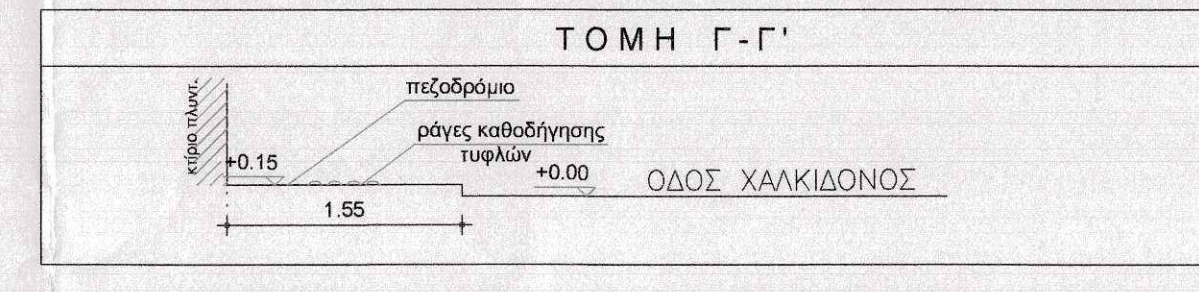 ΤΟΜΗ Γ-Γ'
κτίριο πλυντ.
πεζοδρόμιο
ράγες καθοδήγησης
τυφλών
+0.15
+0.00
ΟΔΟΣ ΧΑΛΚΙΔΟΝΟΣ
1.55